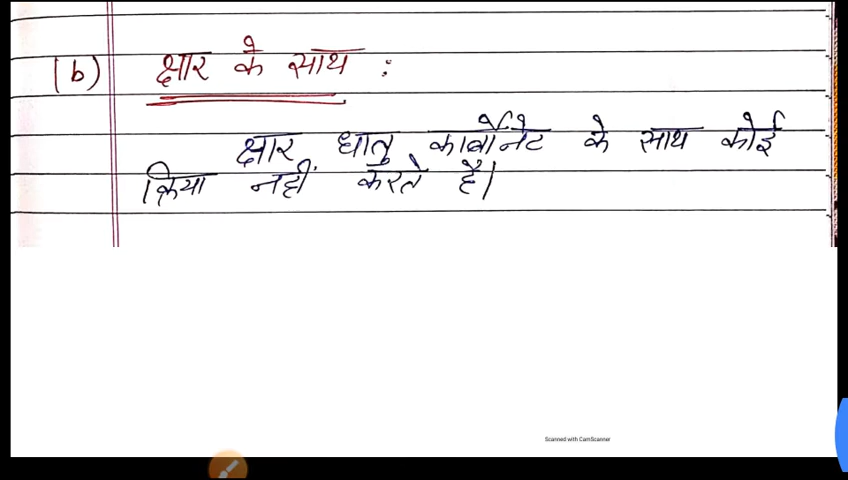 (b) क्षार के साथ :
क्षार धातु कार्बोनेट के साथ कोई
क्रिया नहीं करते हैं।
Scanned with CamScanner